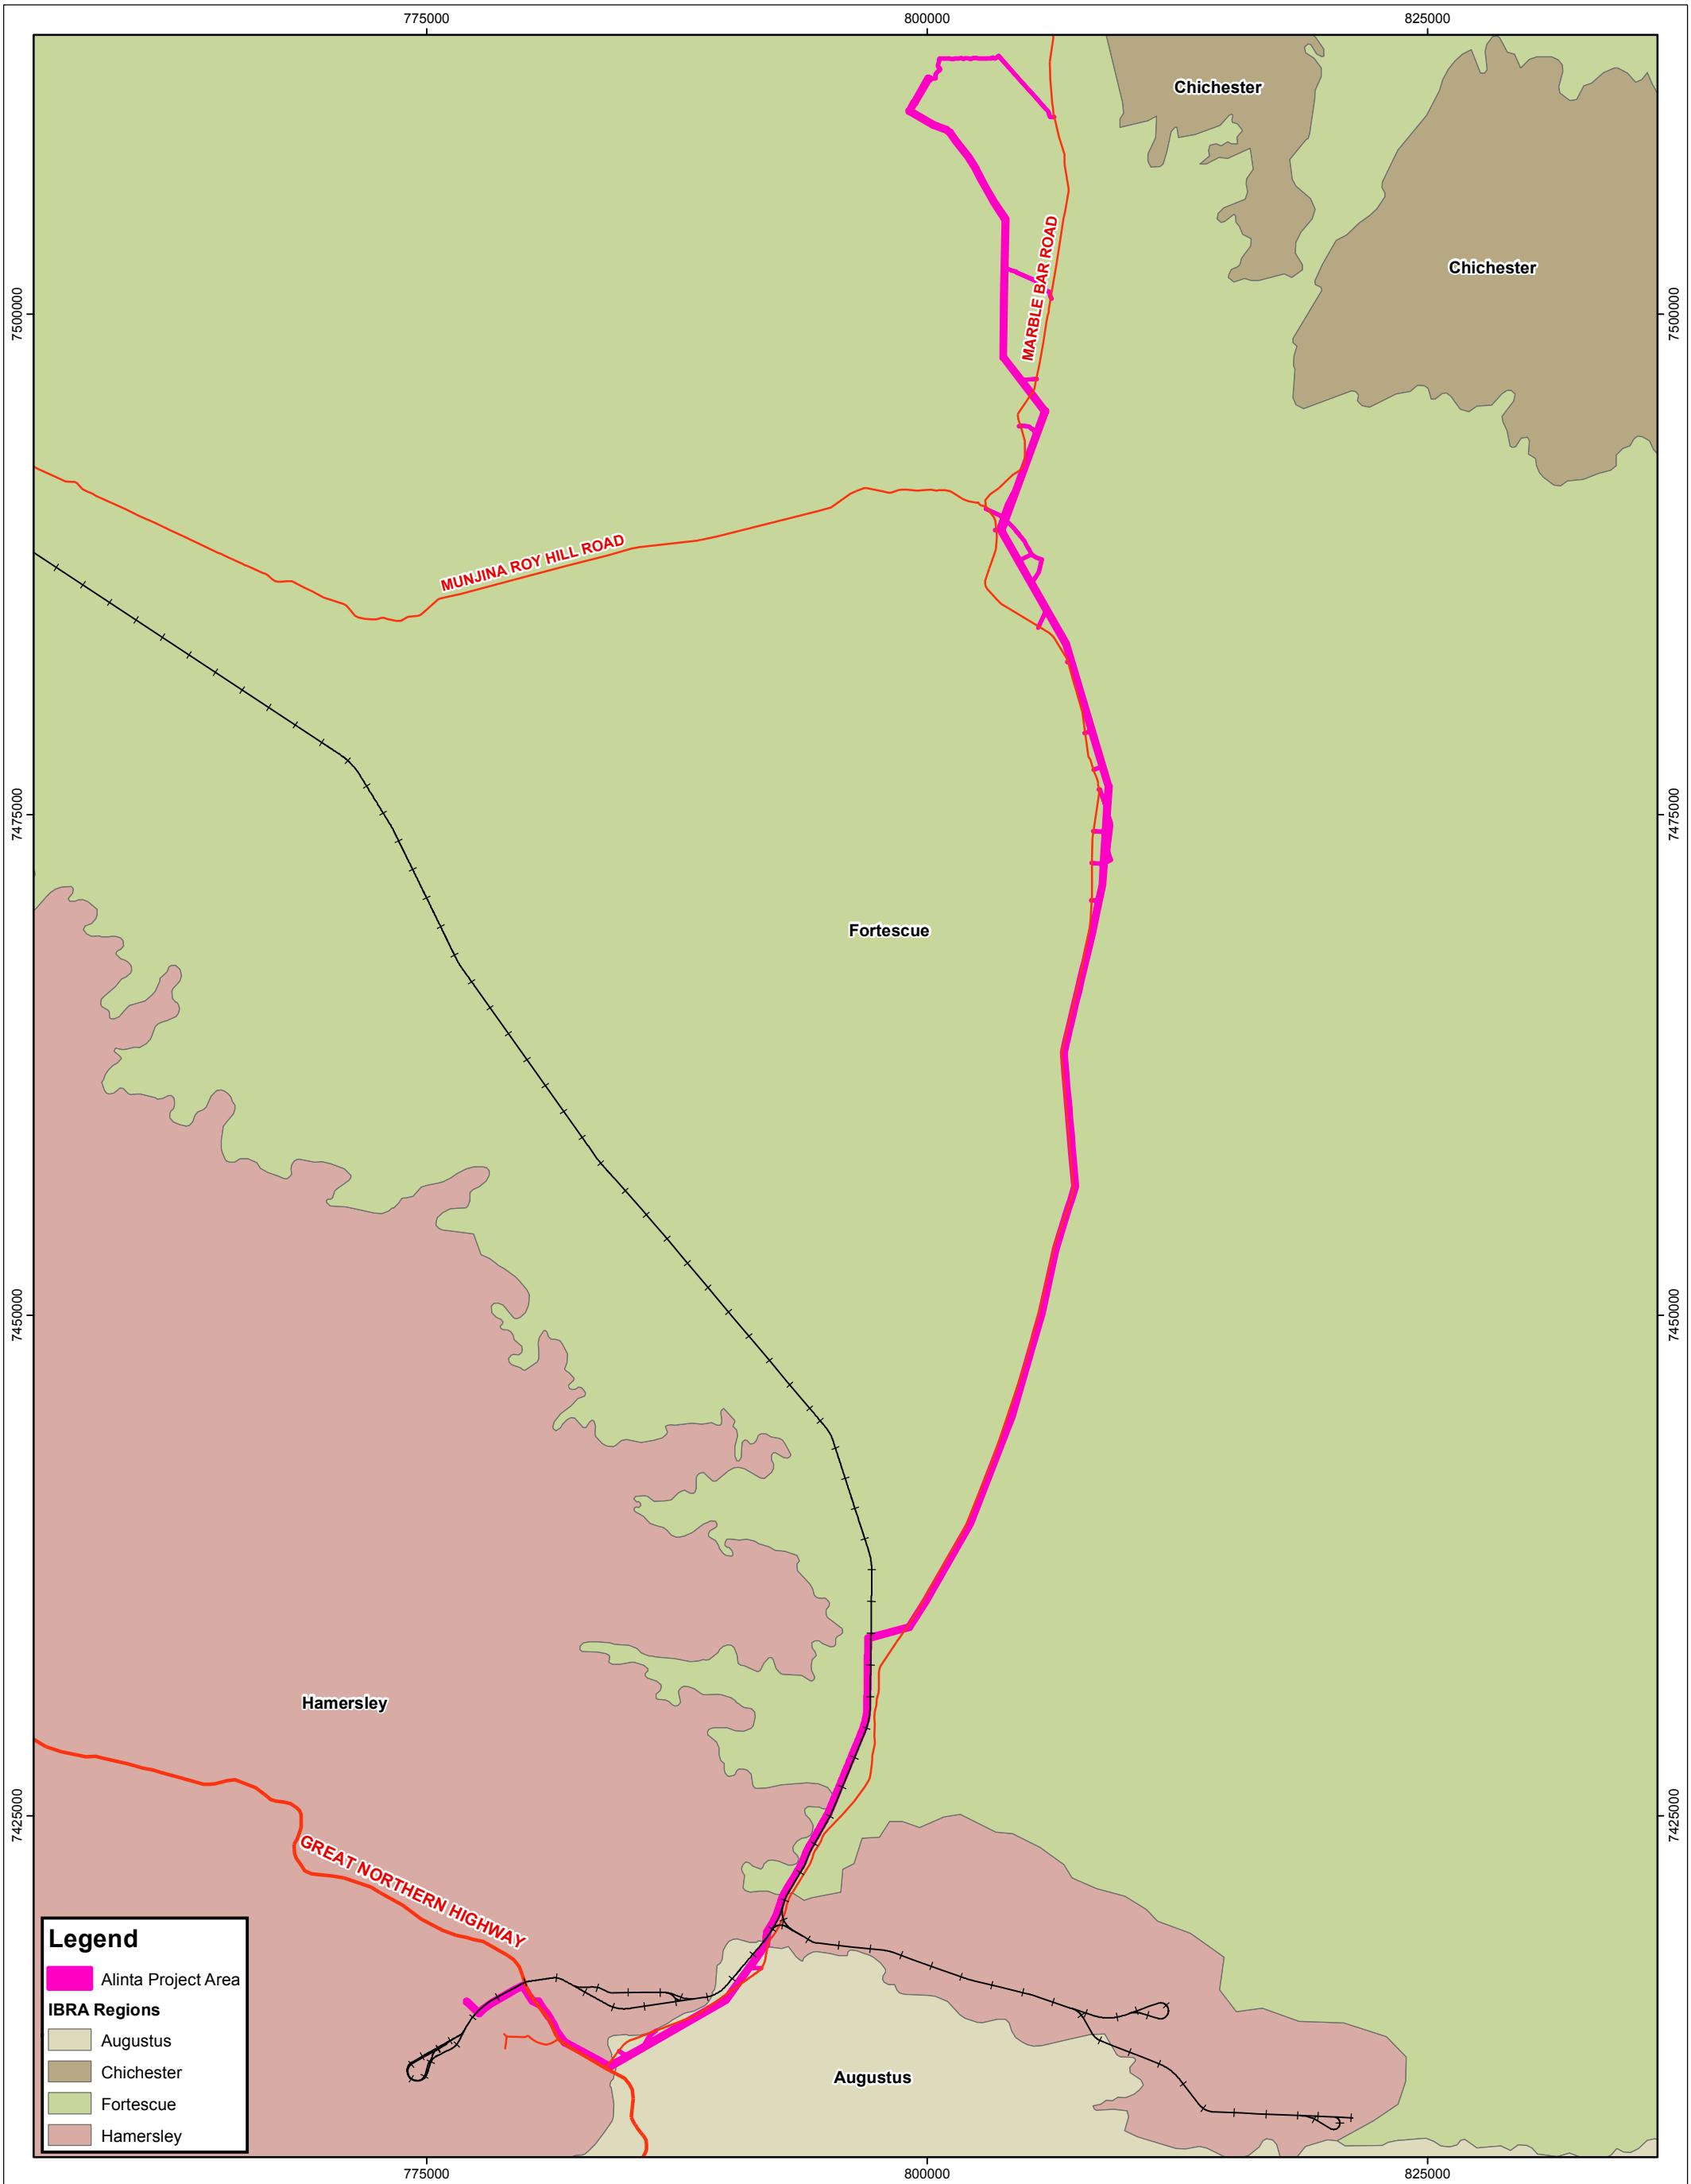 775000
800000
825000
Chichester
Chichester
MARBLE BAR ROAD
7500000
7500000
MUNJINA ROY HILL ROAD
7475000
7475000
Fortescue
7450000
7450000
Hamersley
7425000
7425000
GREAT NORTHERN HIGHWAY
Legend
Alinta Project Area
IBRA Regions
Augustus
Chichester
Fortescue
Hamersley
Augustus
775000
800000
825000